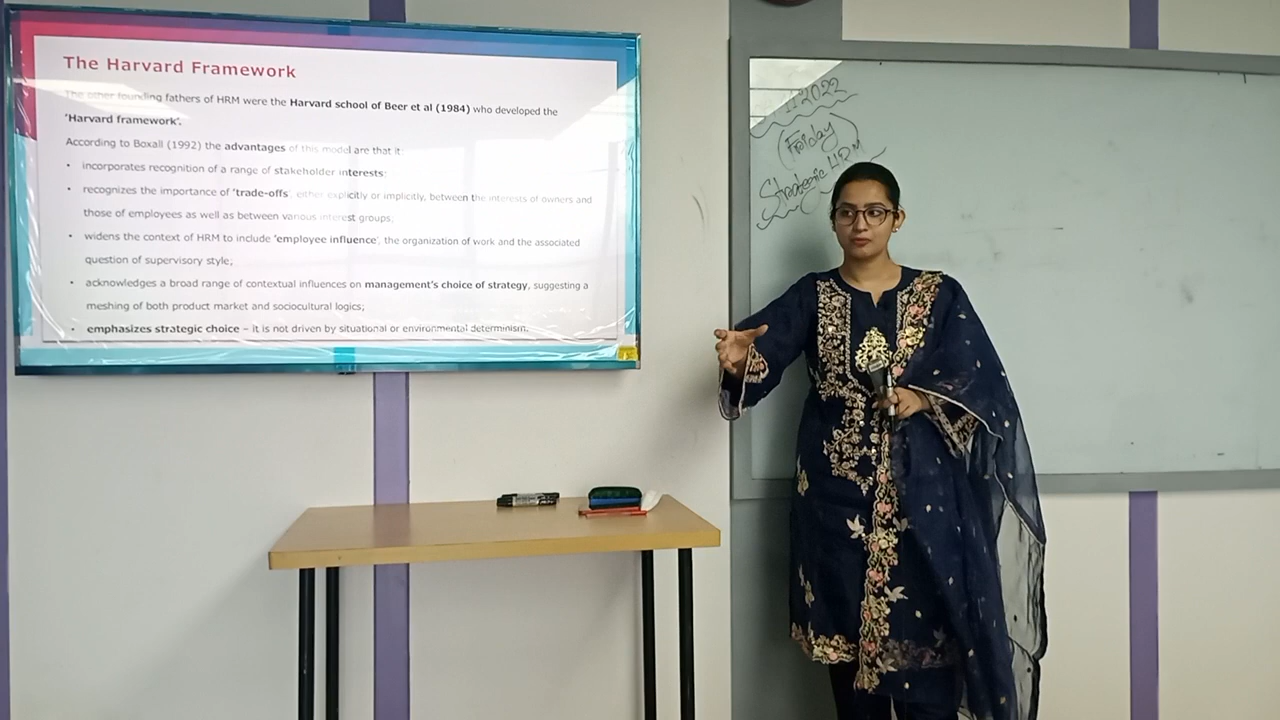 The Harvard Framework
The other founding fathers of HRM were the Harvard school of Beer et al (1984) who developed the
'Harvard framework'.
According to Boxall (1992) the advantages of this model are that it:
• incorporates recognition of a range of stakeholder interests;
• recognizes the importance of 'trade-offs', either explicitly or implicitly, between the interests of owners and
those of employees as well as between various interest groups;
• widens the context of HRM to include 'employee influence', the organization of work and the associated
question of supervisory style;
• acknowledges a broad range of contextual influences on management's choice of strategy, suggesting a
meshing of both product market and sociocultural logics;
• emphasizes strategic choice – it is not driven by situational or environmental determinism.
2022
(Friday)
Strategic HRM